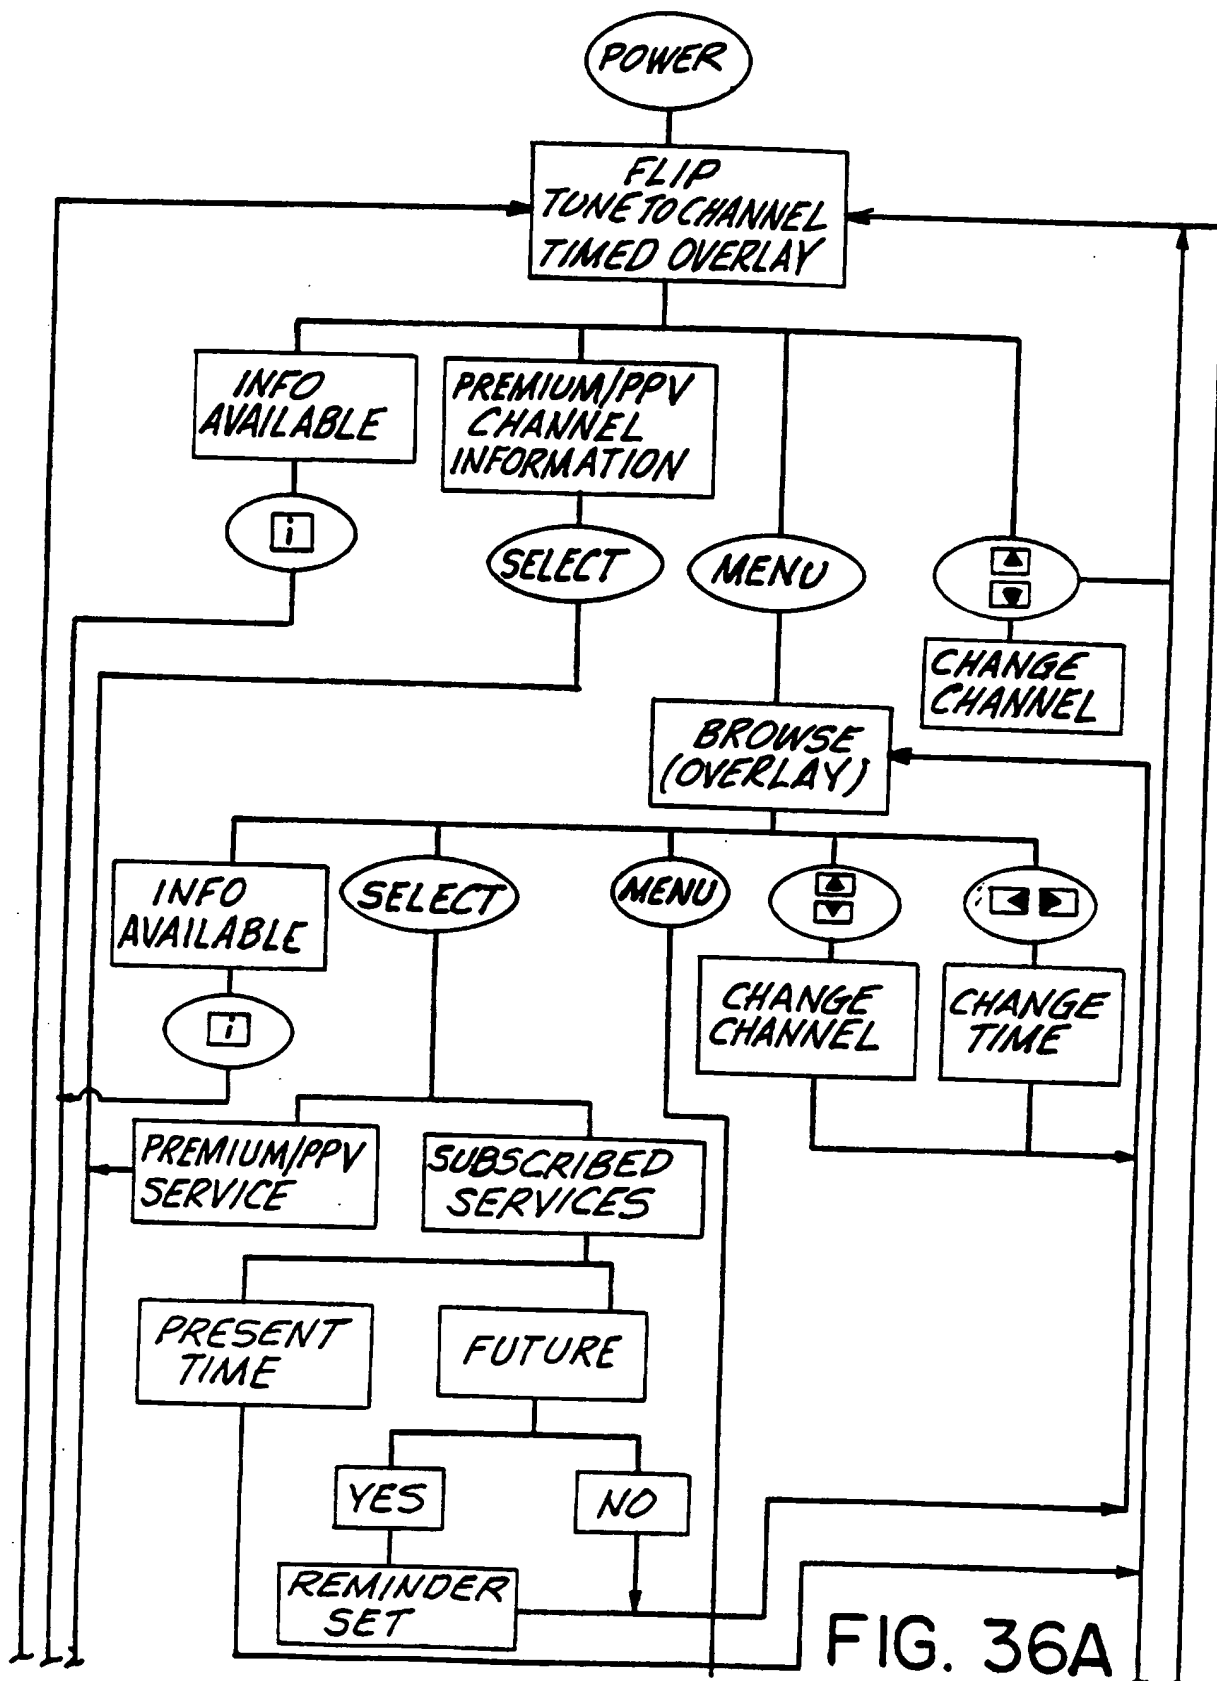 POWER
FLIP
TUNE TO CHANNEL
TIMED OVERLAY
INFO
AVAILABLE
PREMIUM/PPV
CHANNEL
INFORMATION
i
SELECT
MENU
CHANGE
CHANNEL
BROWSE
(OVERLAY)
INFO
AVAILABLE
SELECT
MENU
i
CHANGE
CHANNEL
CHANGE
TIME
PREMIUM/PPV
SERVICE
SUBSCRIBED
SERVICES
PRESENT
TIME
FUTURE
YES
NO
REMINDER
SET
FIG. 36A